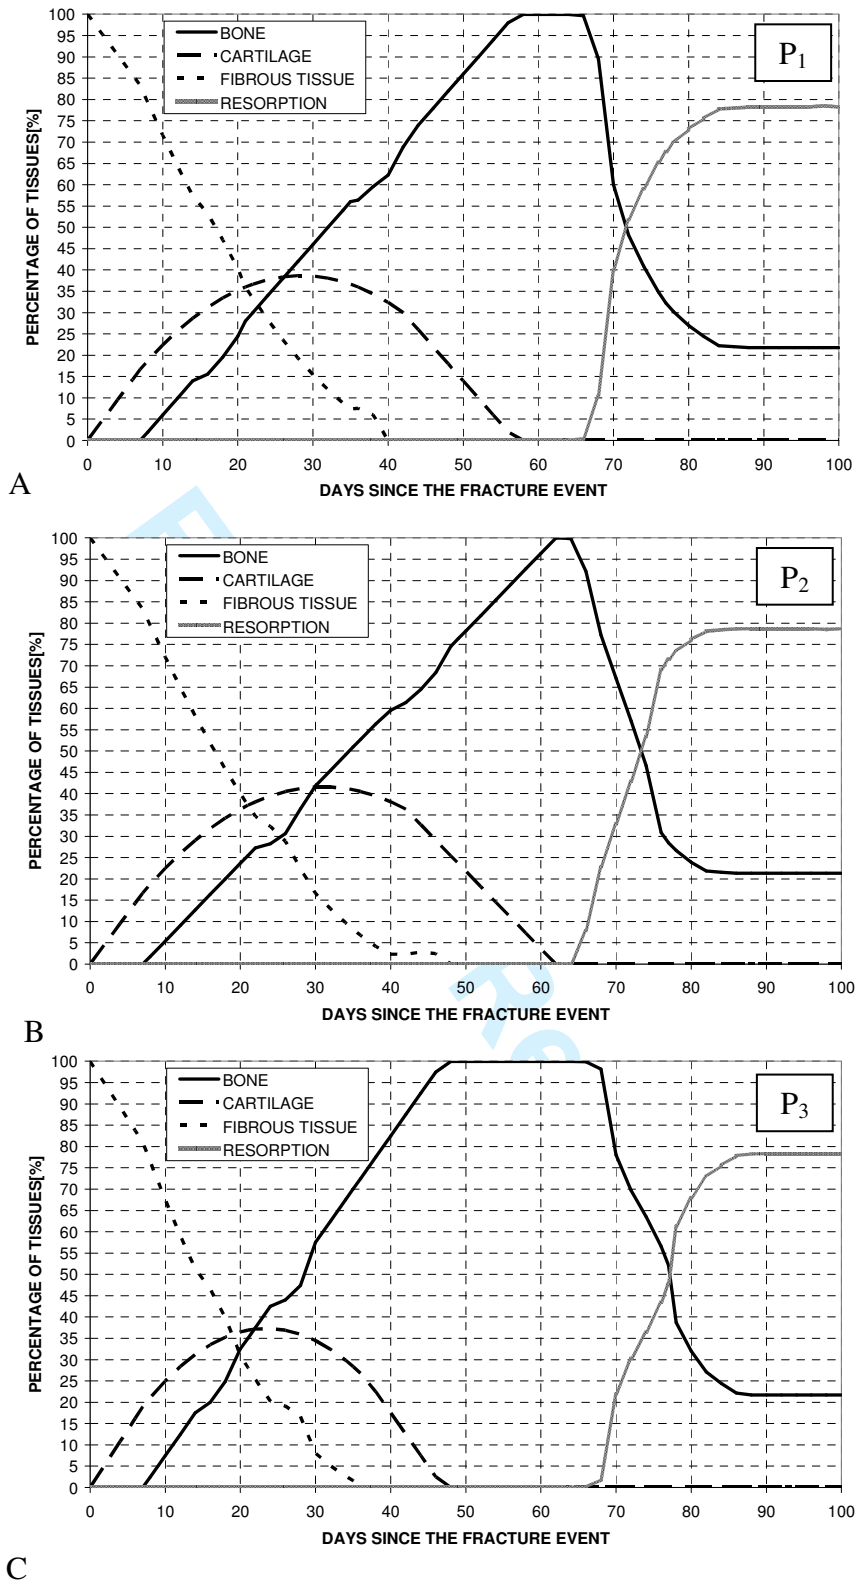 100
95
90
85
80
75
70
65
60
55
50
45
40
35
30
25
20
15
10
5
0
PERCENTAGE OF TISSUES[%]
BONE
CARTILAGE
FIBROUS TISSUE
RESORPTION
P1
0 10 20 30 40 50 60 70 80 90 100
DAYS SINCE THE FRACTURE EVENT
A
100
95
90
85
80
75
70
65
60
55
50
45
40
35
30
25
20
15
10
5
0
PERCENTAGE OF TISSUES[%]
BONE
CARTILAGE
FIBROUS TISSUE
RESORPTION
P2
0 10 20 30 40 50 60 70 80 90 100
DAYS SINCE THE FRACTURE EVENT
B
100
95
90
85
80
75
70
65
60
55
50
45
40
35
30
25
20
15
10
5
0
PERCENTAGE OF TISSUES[%]
BONE
CARTILAGE
FIBROUS TISSUE
RESORPTION
P3
0 10 20 30 40 50 60 70 80 90 100
DAYS SINCE THE FRACTURE EVENT
C